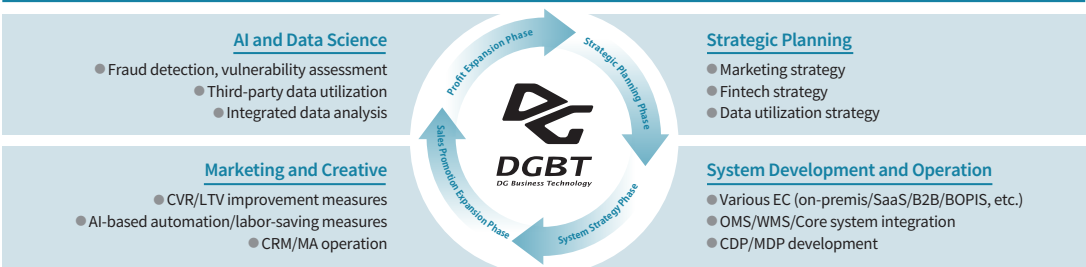 AI and Data Science
● Fraud detection, vulnerability assessment
● Third-party data utilization
● Integrated data analysis
Profit Expansion Phase
Strategic Planning Phase
Strategic Planning
● Marketing strategy
● Fintech strategy
● Data utilization strategy
DG
DGBT
DG Business Technology
Marketing and Creative
● CVR/LTV improvement measures
● AI-based automation/labor-saving measures
● CRM/MA operation
Sales Promotion Expansion Phase
System Strategy Phase
System Development and Operation
● Various EC (on-premis/SaaS/B2B/BOPIS, etc.)
● OMS/WMS/Core system integration
● CDP/MDP development